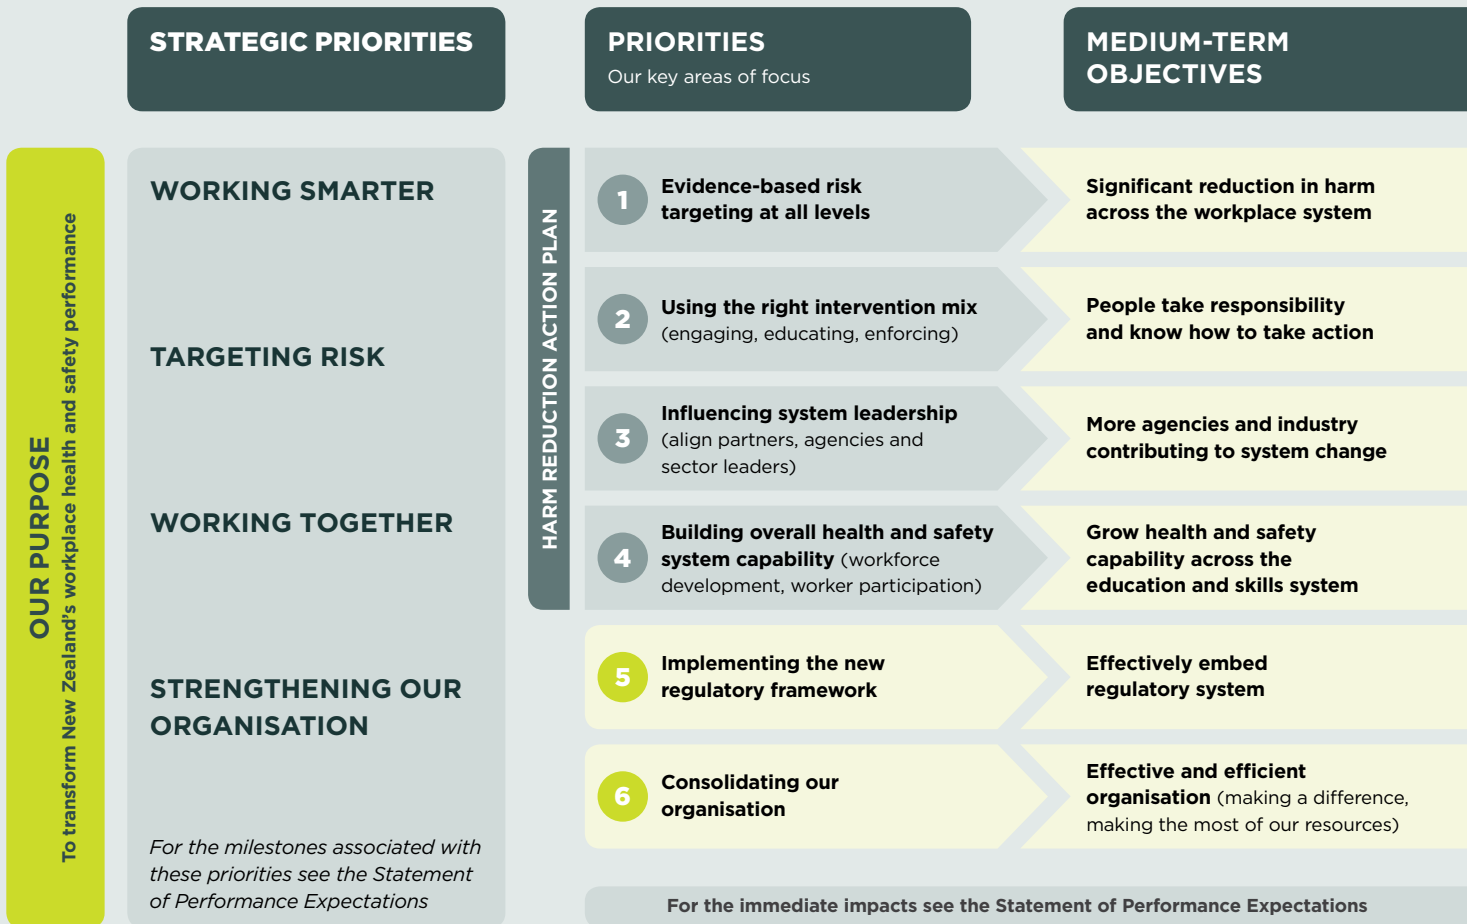 STRATEGIC PRIORITIES
PRIORITIES
Our key areas of focus
MEDIUM-TERM
OBJECTIVES
OUR PURPOSE
To transform New Zealand’s workplace health and safety performance
WORKING SMARTER
TARGETING RISK
WORKING TOGETHER
STRENGTHENING OUR
ORGANISATION
For the milestones associated with
these priorities see the Statement
of Performance Expectations
HARM REDUCTION ACTION PLAN
1
Evidence-based risk
targeting at all levels
Significant reduction in harm
across the workplace system
2
Using the right intervention mix
(engaging, educating, enforcing)
People take responsibility
and know how to take action
3
Influencing system leadership
(align partners, agencies and
sector leaders)
More agencies and industry
contributing to system change
4
Building overall health and safety
system capability (workforce
development, worker participation)
Grow health and safety
capability across the
education and skills system
5
Implementing the new
regulatory framework
Effectively embed
regulatory system
6
Consolidating our
organisation
Effective and efficient
organisation (making a difference,
making the most of our resources)
For the immediate impacts see the Statement of Performance Expectations